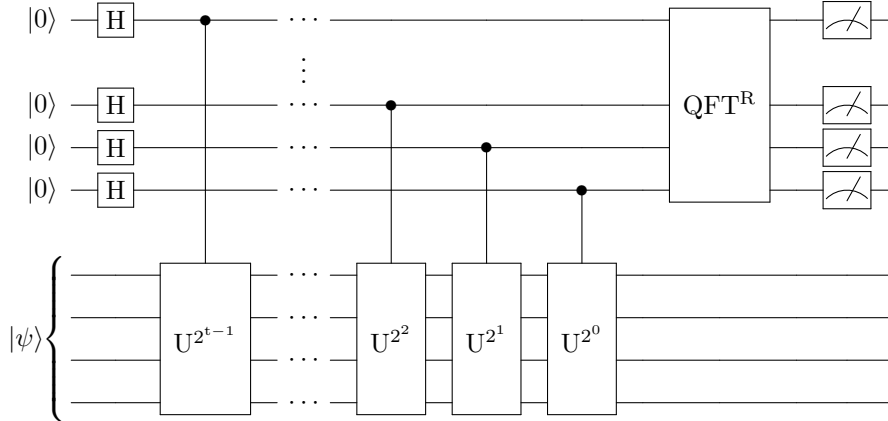 |0⟩ H ···
⋮
|0⟩ H ··· QFT^R
|0⟩ H ···
|0⟩ H ···
|ψ⟩ U^{2^{t−1}} ··· U^{2^2} U^{2^1} U^{2^0}